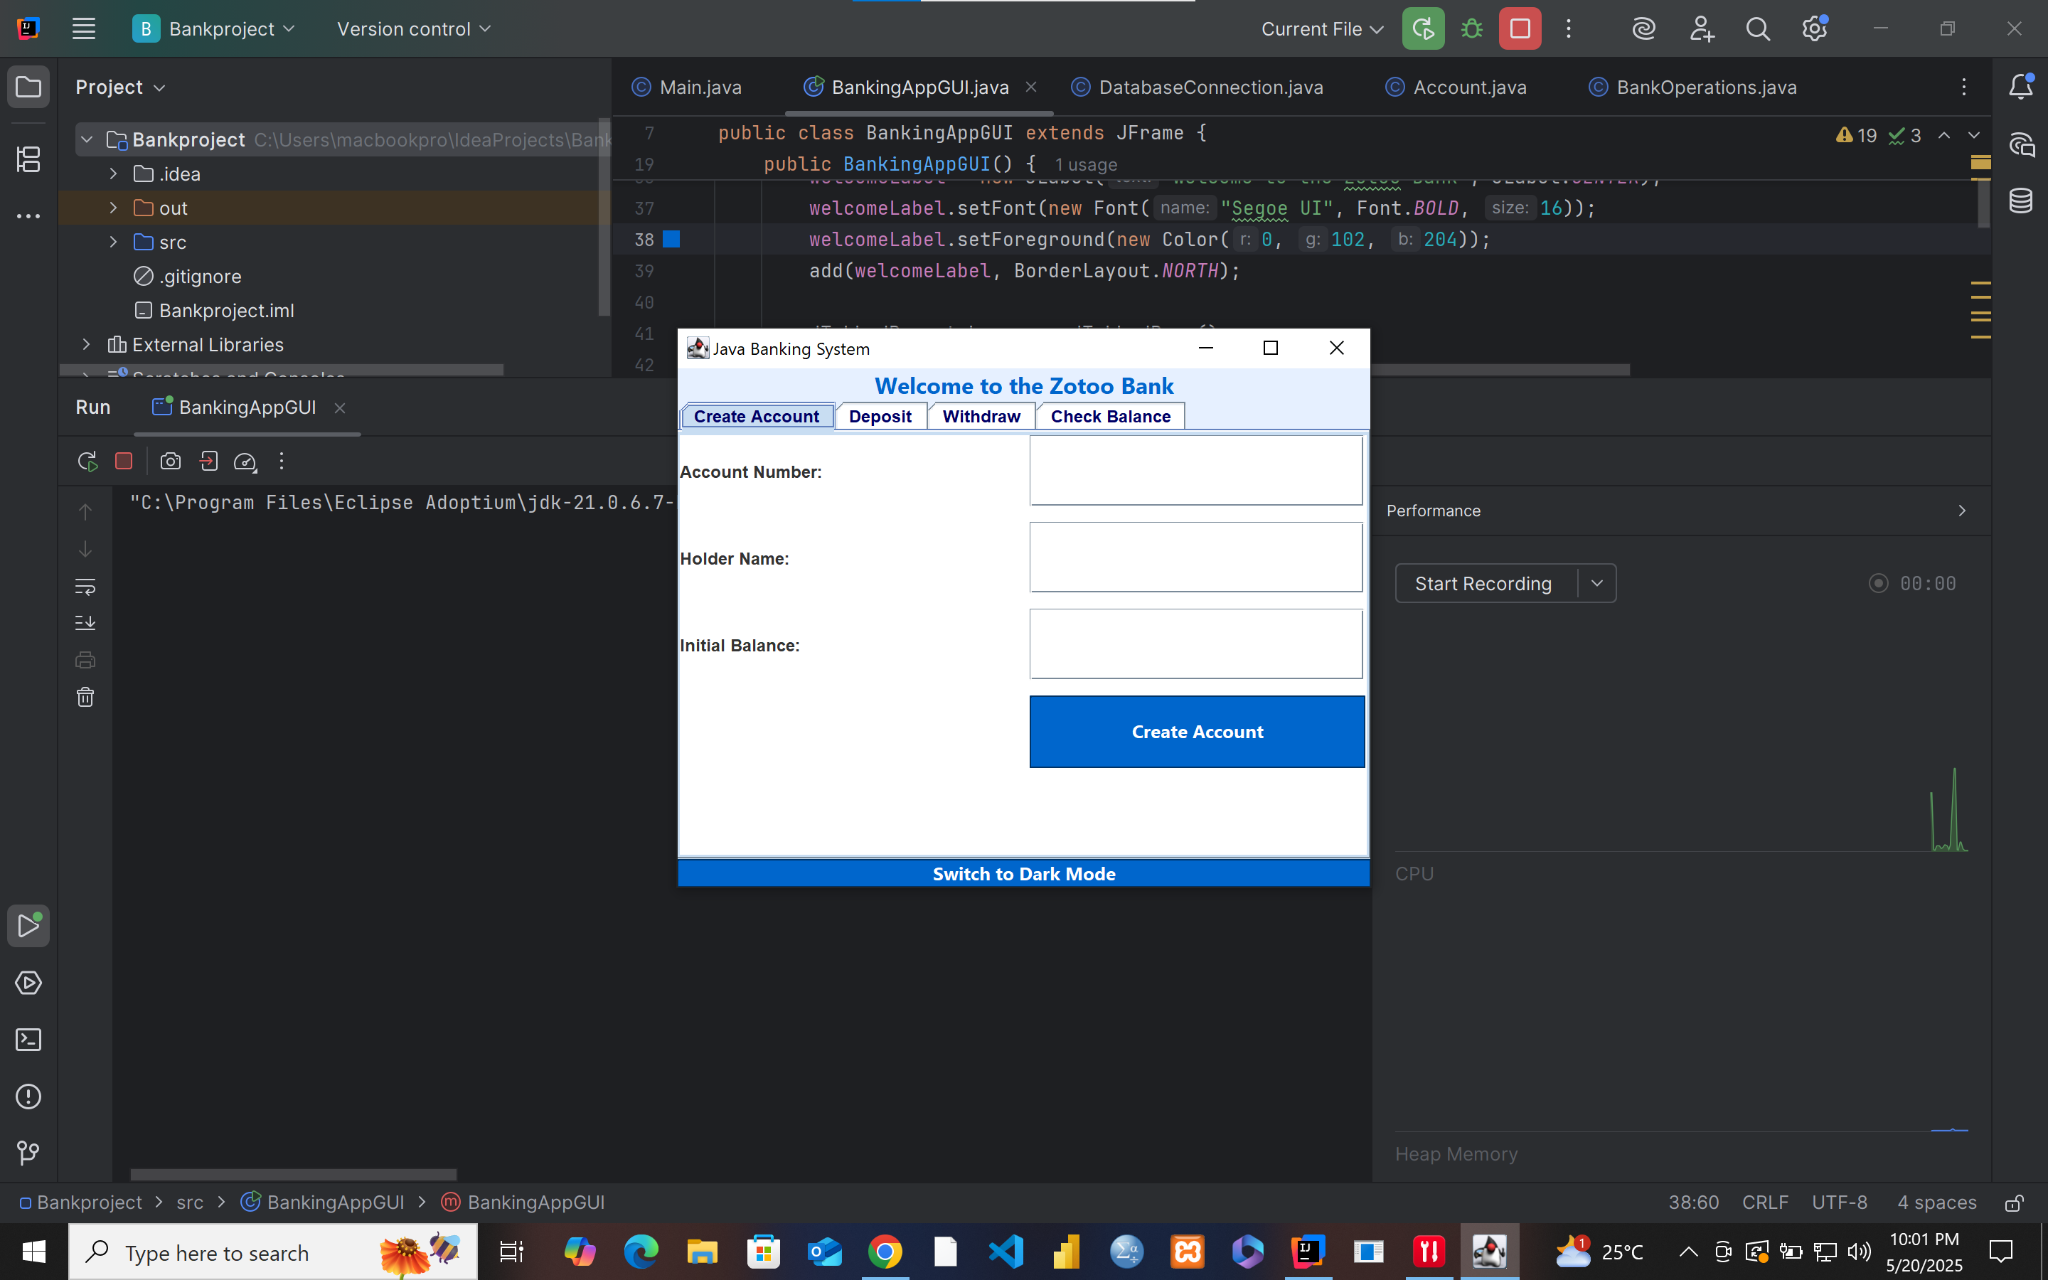 B Bankproject
Version control
Current File
Project
Main.java
BankingAppGUI.java
DatabaseConnection.java
Account.java
BankOperations.java
Bankproject C:\Users\macbookpro\IdeaProjects\Bank
.idea
out
src
.gitignore
Bankproject.iml
External Libraries
Scratches and Consoles
7 public class BankingAppGUI extends JFrame {
19 public BankingAppGUI() { 1 usage
19 3
37 welcomeLabel.setFont(new Font( name: "Segoe UI", Font.BOLD, size: 16));
38 welcomeLabel.setForeground(new Color( r: 0, g: 102, b: 204));
39 add(welcomeLabel, BorderLayout.NORTH);
40
41
42
Run
BankingAppGUI
"C:\Program Files\Eclipse Adoptium\jdk-21.0.6.7-
Java Banking System
Welcome to the Zotoo Bank
Create Account
Deposit
Withdraw
Check Balance
Account Number:
Holder Name:
Initial Balance:
Create Account
Switch to Dark Mode
Performance
Start Recording
00:00
CPU
Heap Memory
Bankproject
src
BankingAppGUI
m BankingAppGUI
38:60
CRLF
UTF-8
4 spaces
Type here to search
1
25°C
10:01 PM
5/20/2025